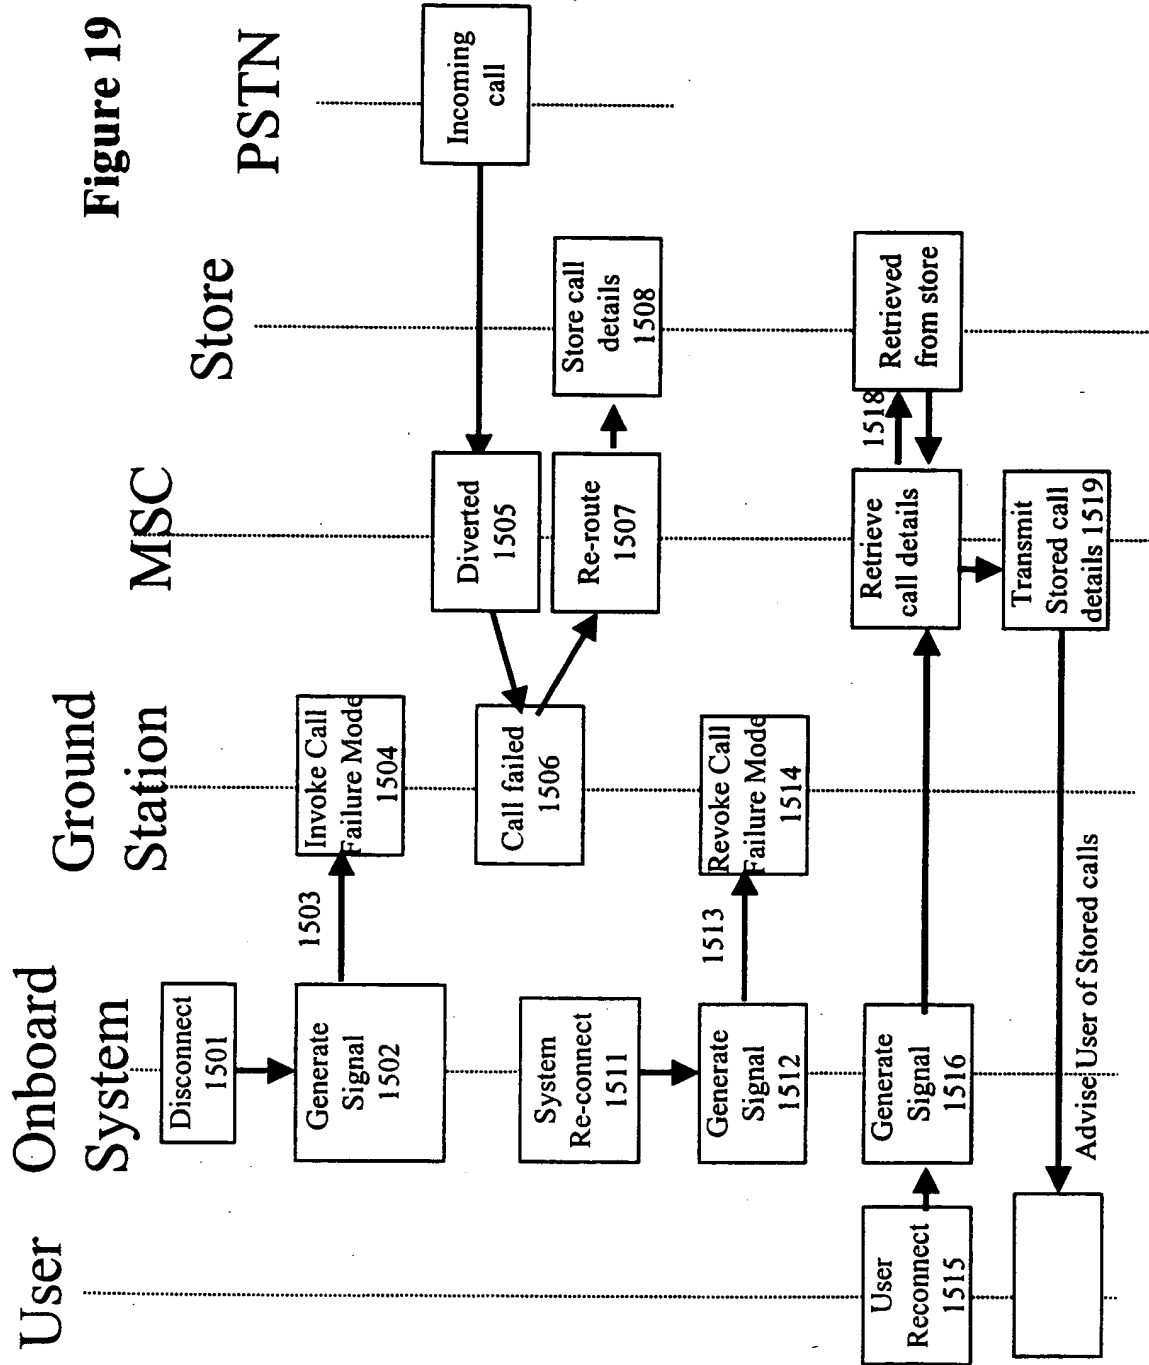 Figure 19
User
Onboard
System
Ground
Station
MSC
Store
PSTN
Disconnect
1501
Generate
Signal
1502
1503
Invoke Call
Failure Mode
1504
Incoming
call
Diverted
1505
Call failed
1506
Re-route
1507
Store call
details
1508
System
Re-connect
1511
Generate
Signal
1512
1513
Revoke Call
Failure Mode
1514
User
Reconnect
1515
Generate
Signal
1516
Retrieve
call details
1518
Retrieved
from store
Transmit
Stored call
details 1519
Advise User of Stored calls